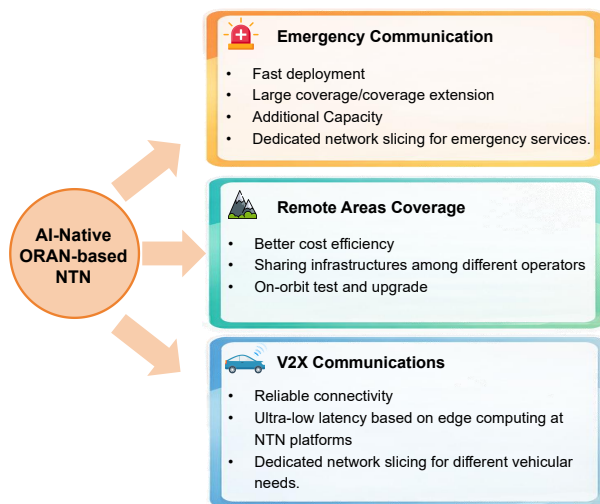 AI-Native
ORAN-based
NTN
Emergency Communication
• Fast deployment
• Large coverage/coverage extension
• Additional Capacity
• Dedicated network slicing for emergency services.
Remote Areas Coverage
• Better cost efficiency
• Sharing infrastructures among different operators
• On-orbit test and upgrade
V2X Communications
• Reliable connectivity
• Ultra-low latency based on edge computing at
NTN platforms
• Dedicated network slicing for different vehicular
needs.